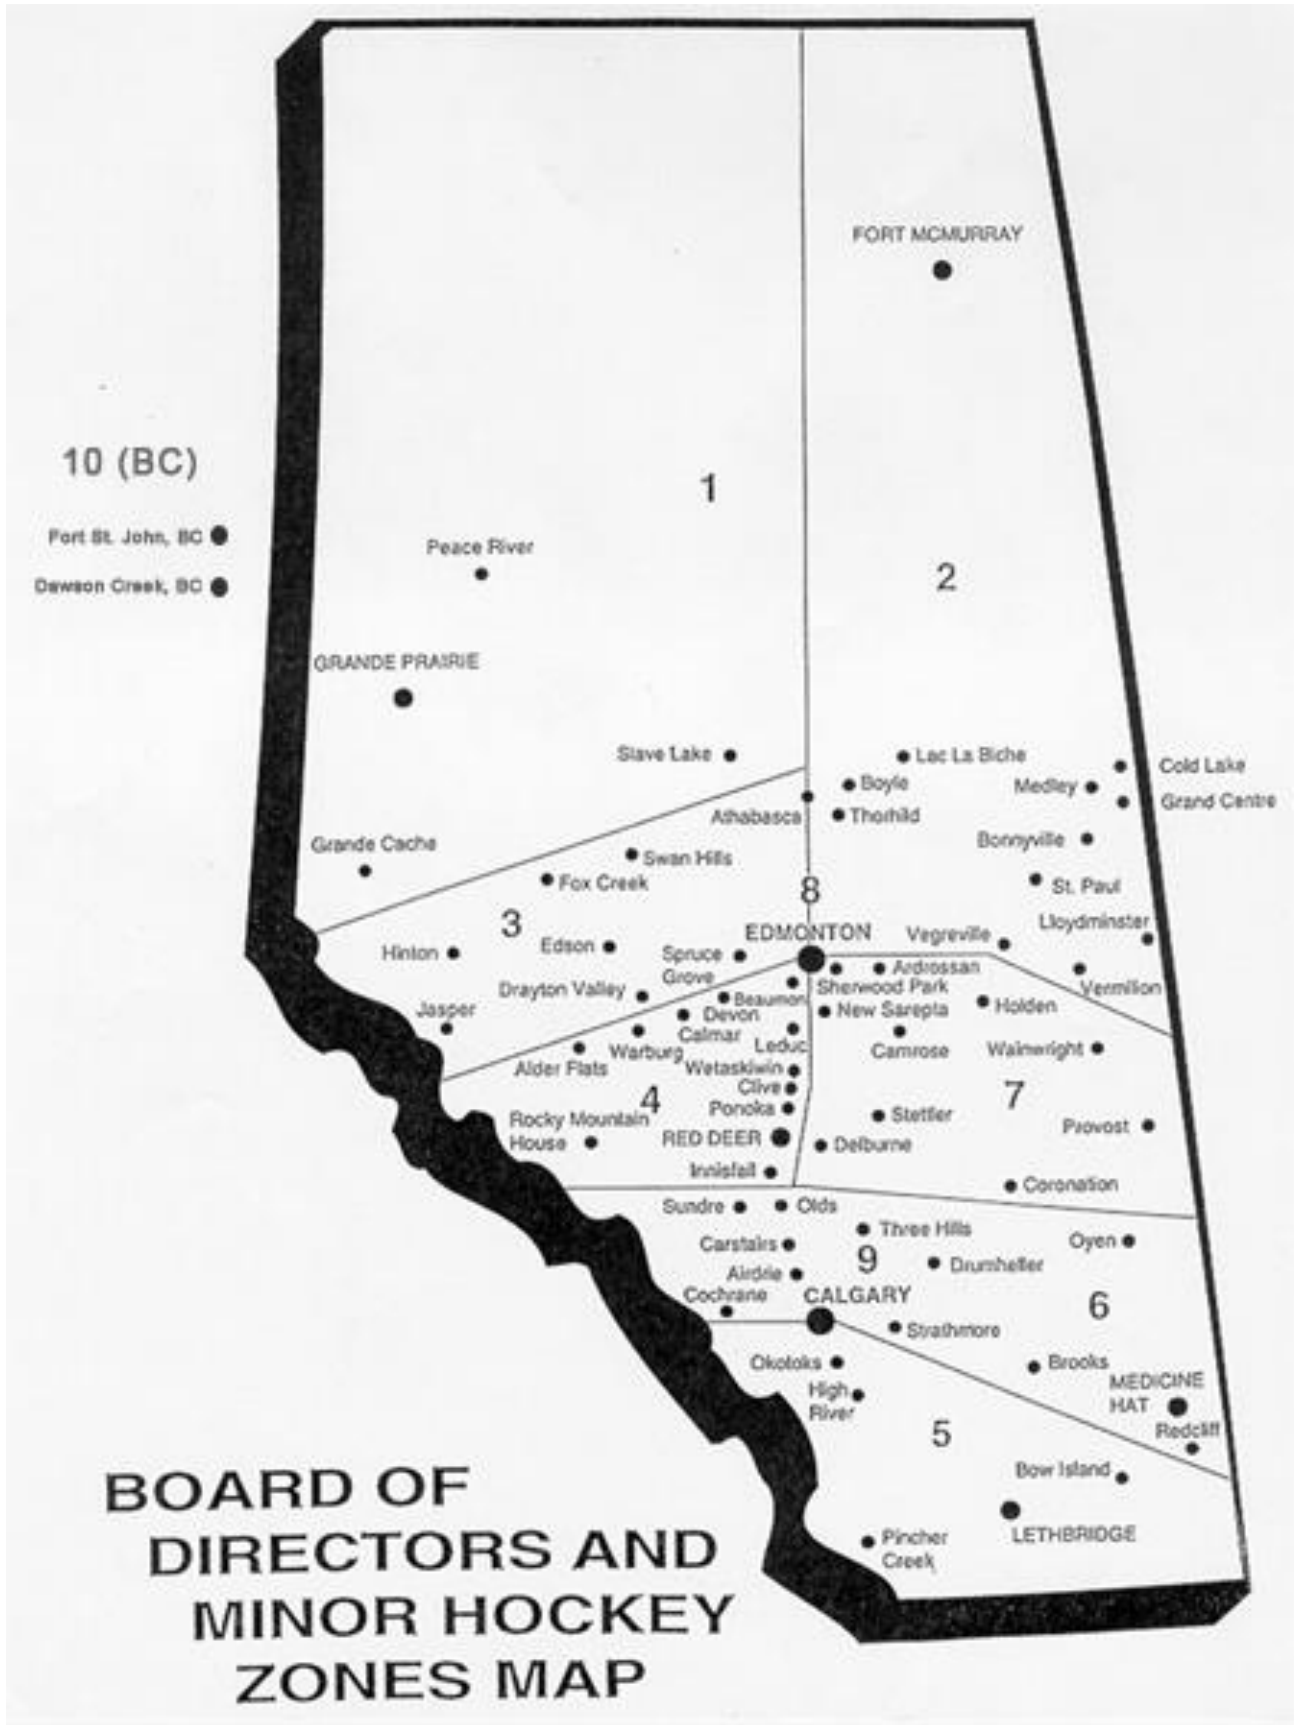 FORT MCMURRAY
10 (BC)
1
Fort St. John, BC
Peace River
2
Dawson Creek, BC
GRANDE PRAIRIE
Slave Lake
Lac La Biche
Cold Lake
Boyle
Medley
Grand Centre
Athabasca
Thorhild
Bonnyville
Grande Cache
Swan Hills
Fox Creek
8
St. Paul
3
Lloydminster
EDMONTON
Vegreville
Hinton
Edson
Spruce
Grove
Ardrossan
Sherwood Park
Vermilion
Drayton Valley
Beaumon
Jasper
Devon
New Sarepta
Holden
Calmar
Leduc
Camrose
Wainwright
Warburg
Alder Flats
Wetaskiwin
Clive
4
7
Ponoka
Rocky Mountain
House
Stettler
Provost
RED DEER
Delburne
Innisfail
Coronation
Sundre
Olds
Three Hills
Oyen
Carstairs
9
Drumheller
Airdrie
Cochrane
CALGARY
6
Strathmore
Okotoks
Brooks
High
River
MEDICINE
HAT
5
Redcliff
Bow Island
LETHBRIDGE
Pincher
Creek
BOARD OF
DIRECTORS AND
MINOR HOCKEY
ZONES MAP